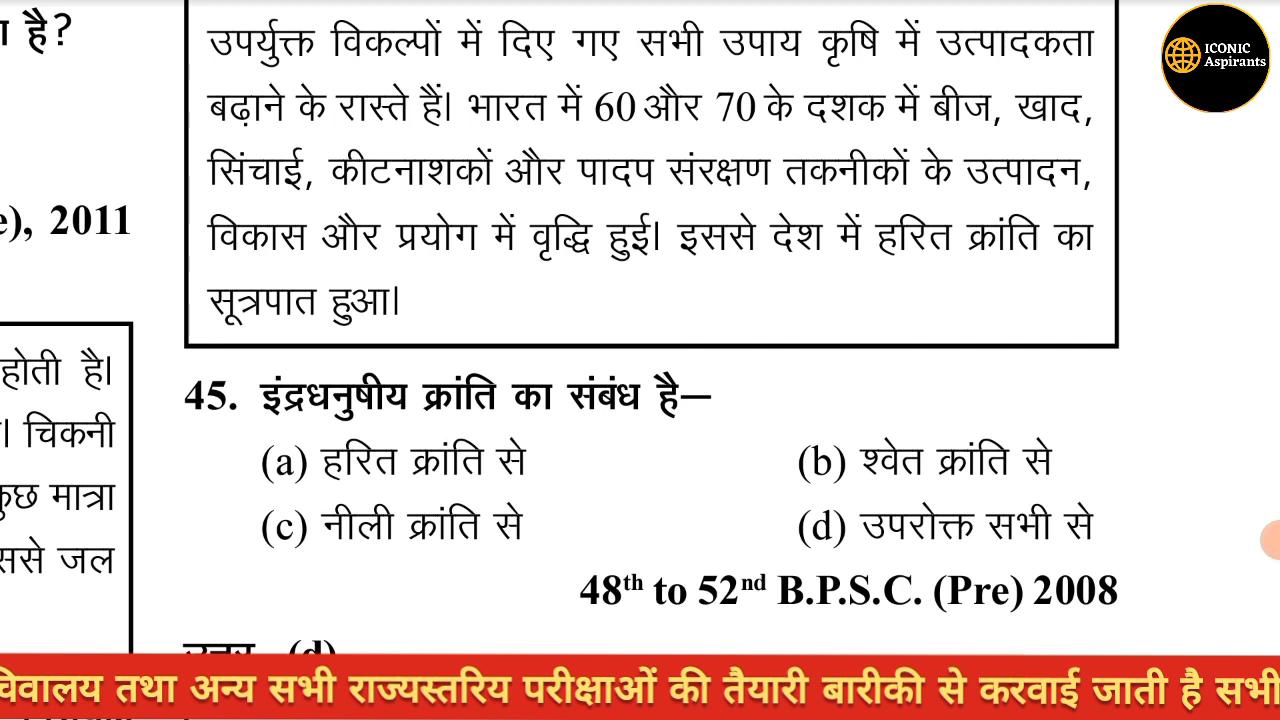 ा है?
e), 2011
होती है।
। चिकनी
कुछ मात्रा
ससे जल
उपर्युक्त विकल्पों में दिए गए सभी उपाय कृषि में उत्पादकता
बढ़ाने के रास्ते हैं। भारत में 60 और 70 के दशक में बीज, खाद,
सिंचाई, कीटनाशकों और पादप संरक्षण तकनीकों के उत्पादन,
विकास और प्रयोग में वृद्धि हुई। इससे देश में हरित क्रांति का
सूत्रपात हुआ।
45. इंद्रधनुषीय क्रांति का संबंध है—
(a) हरित क्रांति से (b) श्वेत क्रांति से
(c) नीली क्रांति से (d) उपरोक्त सभी से
48th to 52nd B.P.S.C. (Pre) 2008
उत्तर—(d)
ICONIC
Aspirants
विवालय तथा अन्य सभी राज्यस्तरिय परीक्षाओं की तैयारी बारीकी से करवाई जाती है सभी